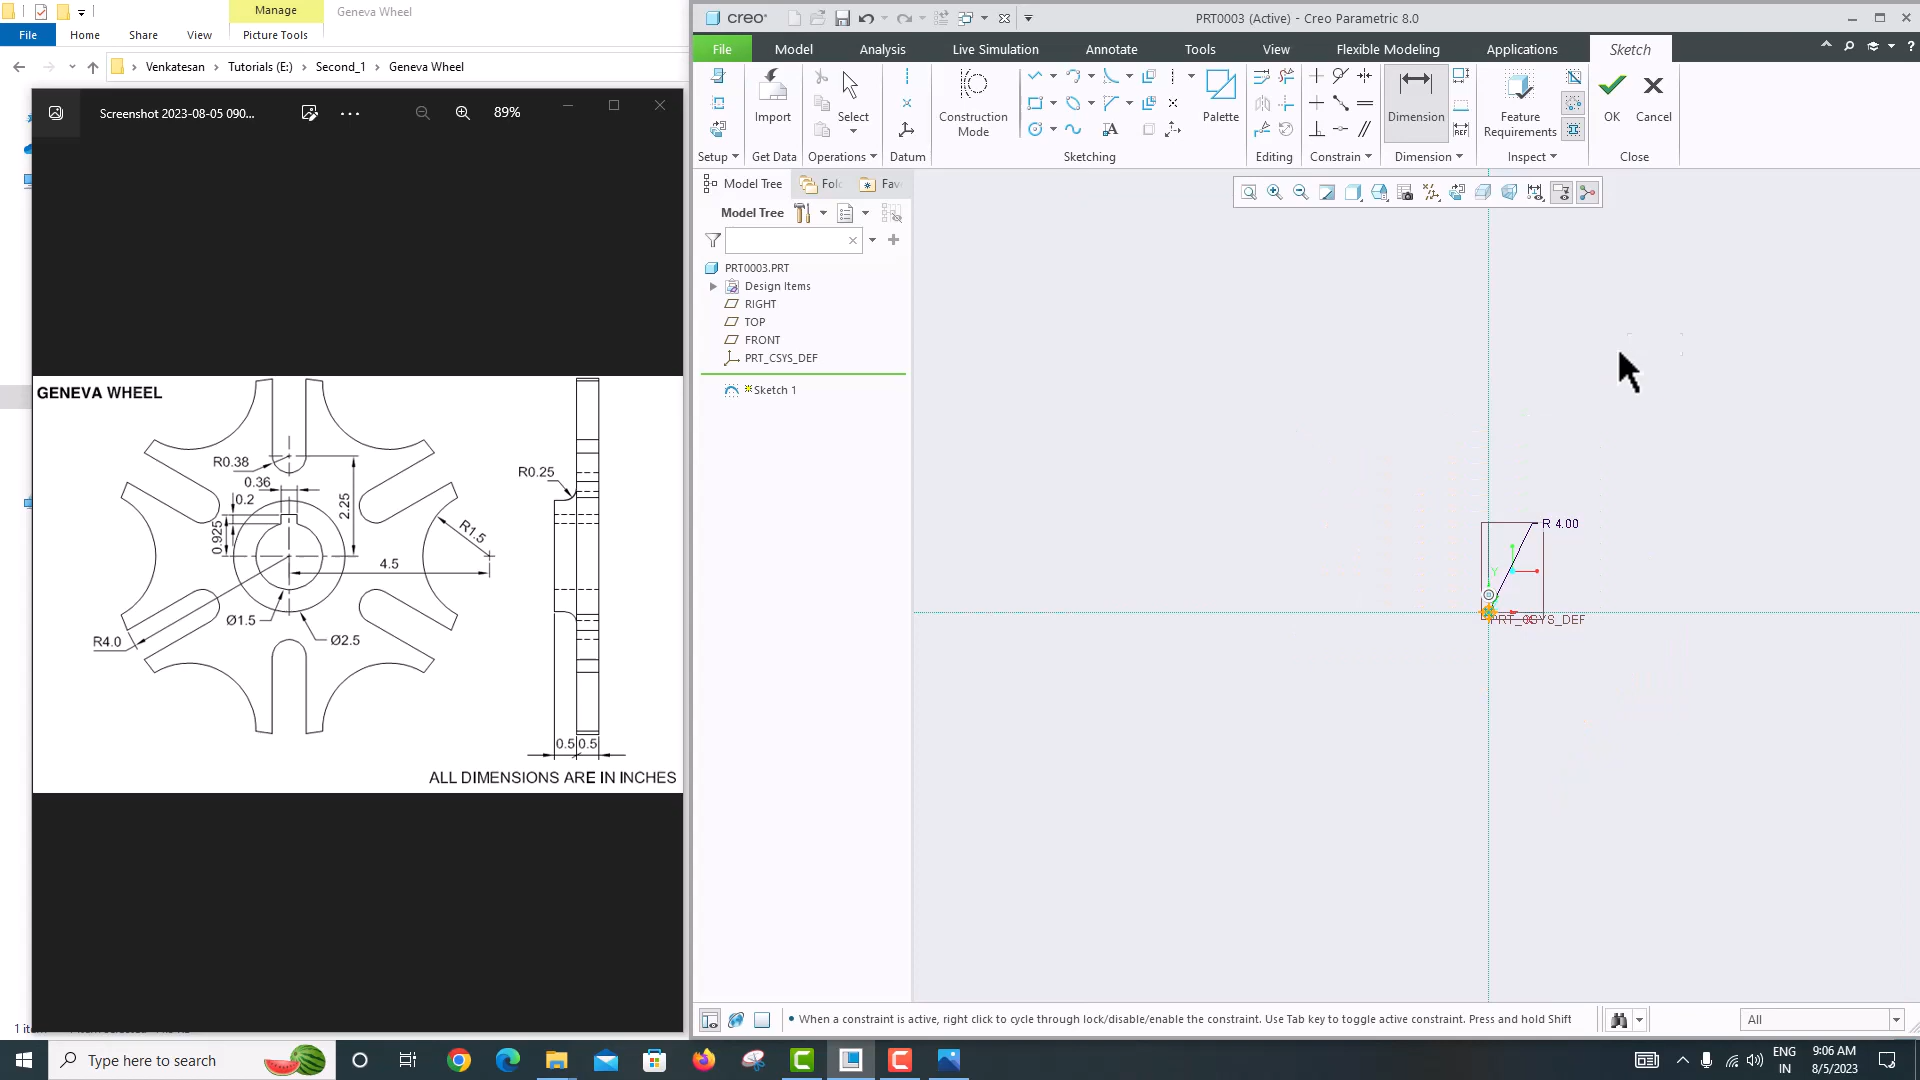 Manage
Geneva Wheel
File
Home
Share
View
Picture Tools
Venkatesan
Tutorials (E:)
Second_1
Geneva Wheel
Screenshot 2023-08-05 090...
89%
GENEVA WHEEL
R0.38
0.36
0.2
0.925
2.25
R1.5
4.5
R4.0
Ø1.5
Ø2.5
R0.25
0.5
0.5
ALL DIMENSIONS ARE IN INCHES
creo
PRT0003 (Active) - Creo Parametric 8.0
File
Model
Analysis
Live Simulation
Annotate
Tools
View
Flexible Modeling
Applications
Sketch
Import
Select
Construction
Mode
Palette
Dimension
Feature
Requirements
OK
Cancel
Setup
Get Data
Operations
Datum
Sketching
Editing
Constrain
Dimension
Inspect
Close
Model Tree
Fol
Fav
Model Tree
PRT0003.PRT
Design Items
RIGHT
TOP
FRONT
PRT_CSYS_DEF
Sketch 1
R 4.00
Y
PRT_CSYS_DEF
When a constraint is active, right click to cycle through lock/disable/enable the constraint. Use Tab key to toggle active constraint. Press and hold Shift
All
Type here to search
ENG
IN
9:06 AM
8/5/2023